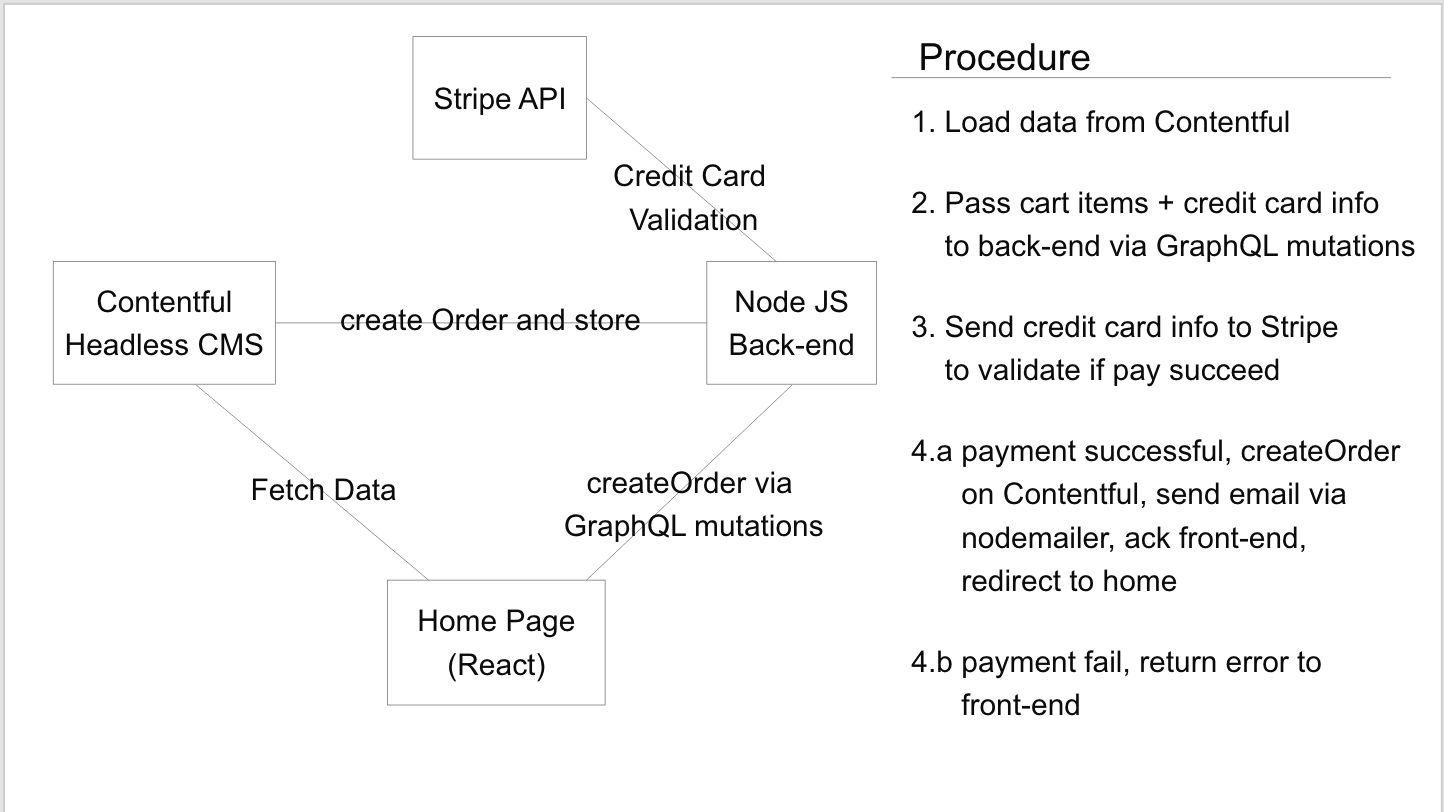 Stripe API
Credit Card
Validation
Contentful
Headless CMS
create Order and store
Node JS
Back-end
Fetch Data
createOrder via
GraphQL mutations
Home Page
(React)
Procedure
1. Load data from Contentful
2. Pass cart items + credit card info
to back-end via GraphQL mutations
3. Send credit card info to Stripe
to validate if pay succeed
4.a payment successful, createOrder
on Contentful, send email via
nodemailer, ack front-end,
redirect to home
4.b payment fail, return error to
front-end